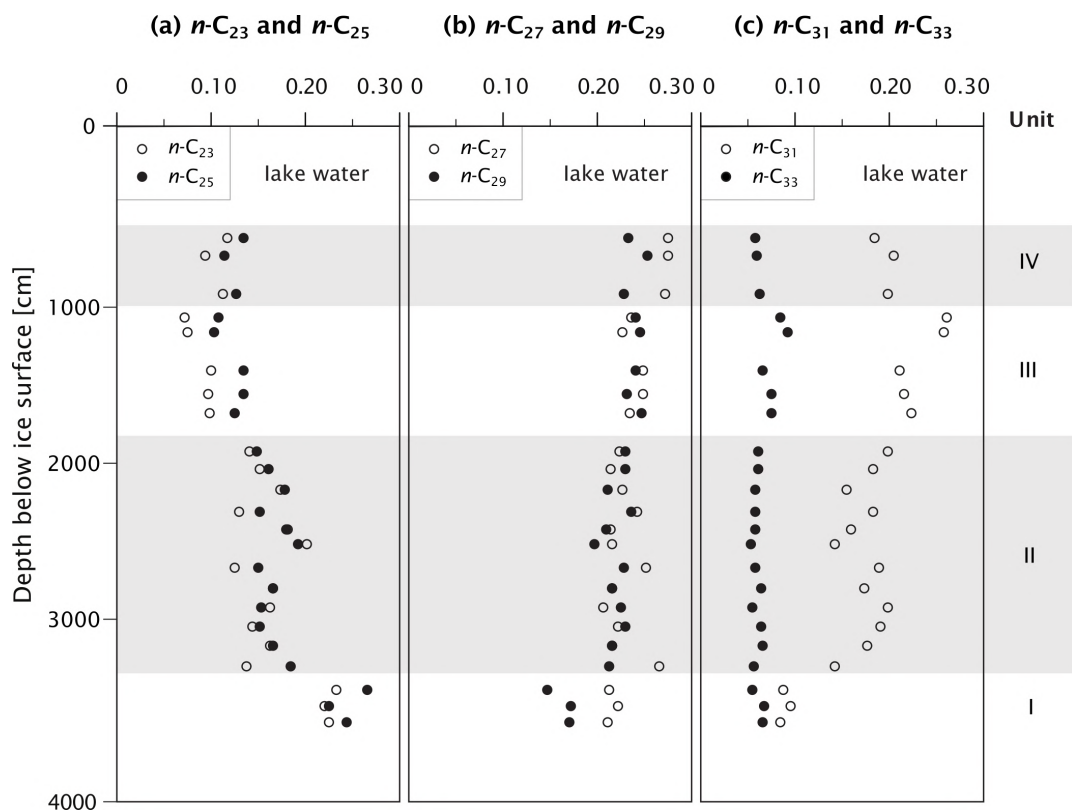 (a) n-C₂₃ and n-C₂₅
(b) n-C₂₇ and n-C₂₉
(c) n-C₃₁ and n-C₃₃
0 0.10 0.20 0.30
0 0.10 0.20 0.30
0 0.10 0.20 0.30
Unit
0
n-C₂₃
n-C₂₅
lake water
n-C₂₇
n-C₂₉
lake water
n-C₃₁
n-C₃₃
lake water
IV
1000
III
2000
II
3000
I
4000
Depth below ice surface [cm]